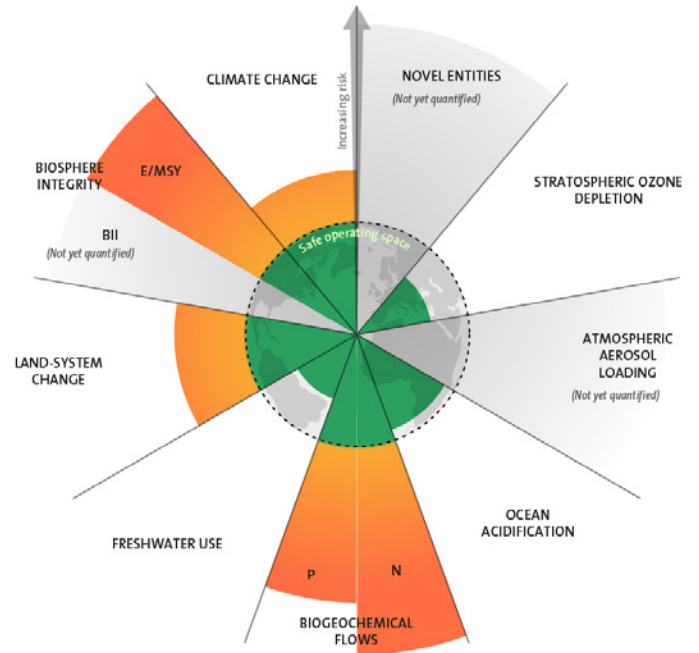 CLIMATE CHANGE
Increasing risk
NOVEL ENTITIES
(Not yet quantified)
STRATOSPHERIC OZONE
DEPLETION
ATMOSPHERIC
AEROSOL
LOADING
(Not yet quantified)
OCEAN
ACIDIFICATION
N
P
BIOGEOCHEMICAL
FLOWS
FRESHWATER USE
LAND-SYSTEM
CHANGE
BIOSPHERE
INTEGRITY
E/MSY
BII
(Not yet quantified)
Safe operating space